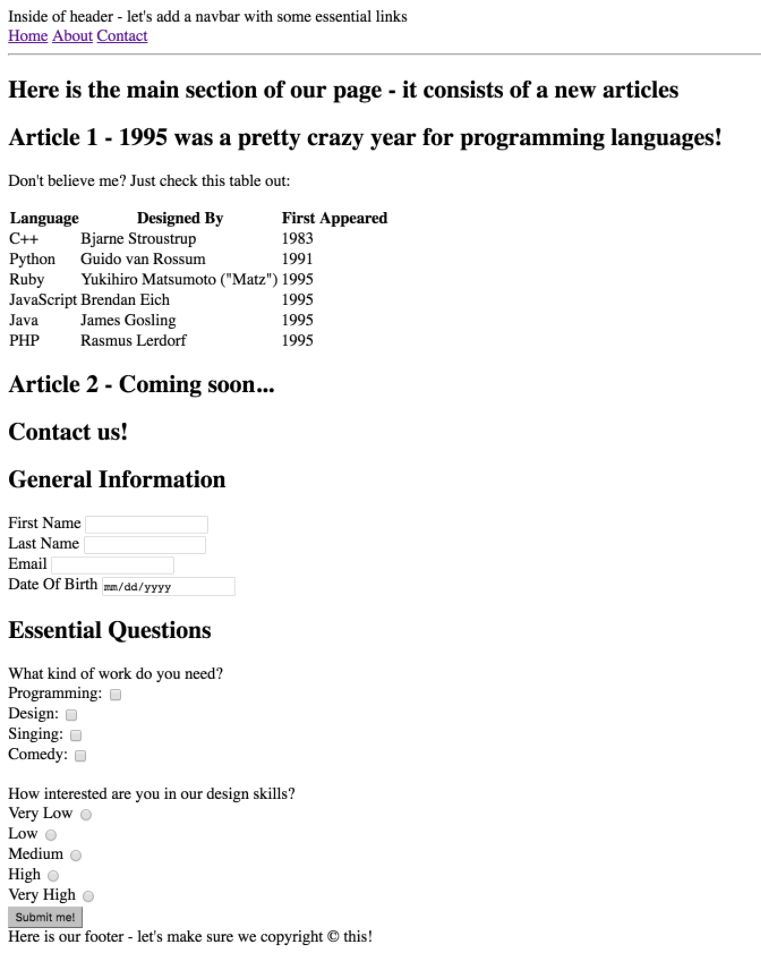 Inside of header - let's add a navbar with some essential links
Home About Contact
Here is the main section of our page - it consists of a new articles
Article 1 - 1995 was a pretty crazy year for programming languages!
Don't believe me? Just check this table out:
Language Designed By First Appeared
C++ Bjarne Stroustrup 1983
Python Guido van Rossum 1991
Ruby Yukihiro Matsumoto ("Matz") 1995
JavaScript Brendan Eich 1995
Java James Gosling 1995
PHP Rasmus Lerdorf 1995
Article 2 - Coming soon...
Contact us!
General Information
First Name
Last Name
Email
Date Of Birth mm/dd/yyyy
Essential Questions
What kind of work do you need?
Programming:
Design:
Singing:
Comedy:
How interested are you in our design skills?
Very Low
Low
Medium
High
Very High
Submit me!
Here is our footer - let's make sure we copyright © this!